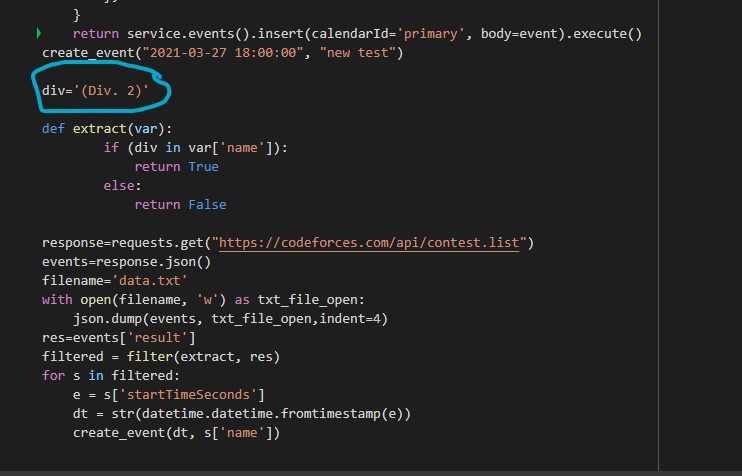 }
return service.events().insert(calendarId='primary', body=event).execute()
create_event("2021-03-27 18:00:00", "new test")
div='(Div. 2)'
def extract(var):
if (div in var['name']):
return True
else:
return False
response=requests.get("https://codeforces.com/api/contest.list")
events=response.json()
filename='data.txt'
with open(filename, 'w') as txt_file_open:
json.dump(events, txt_file_open,indent=4)
res=events['result']
filtered = filter(extract, res)
for s in filtered:
e = s['startTimeSeconds']
dt = str(datetime.datetime.fromtimestamp(e))
create_event(dt, s['name'])